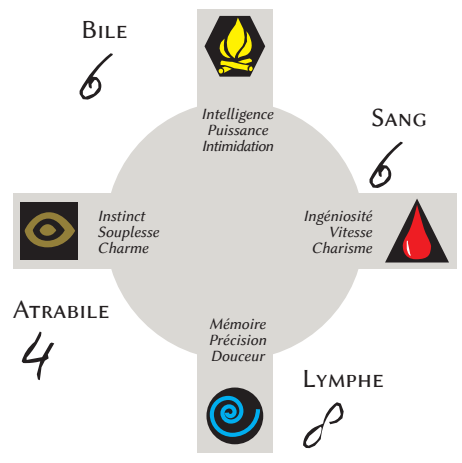 BILE
6
Intelligence
Puissance
Intimidation
SANG
6
Instinct
Souplesse
Charme
Ingéniosité
Vitesse
Charisme
ATRABILE
4
Mémoire
Précision
Douceur
LYMPHE
8